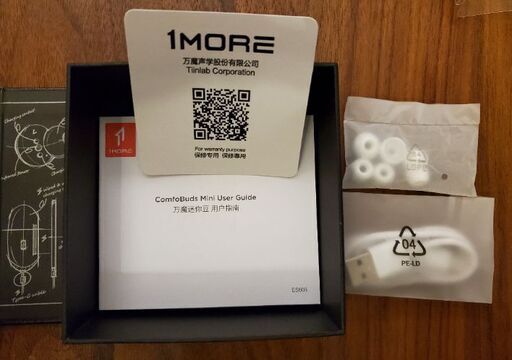 1MORE
万魔声学股份有限公司
Tiinlab Corporation
For warranty purpose
保修专用 保修專用
1MORE
ComfoBuds Mini User Guide
万魔迷你豆 用户指南
ES603
LDPE
04
PE-LD